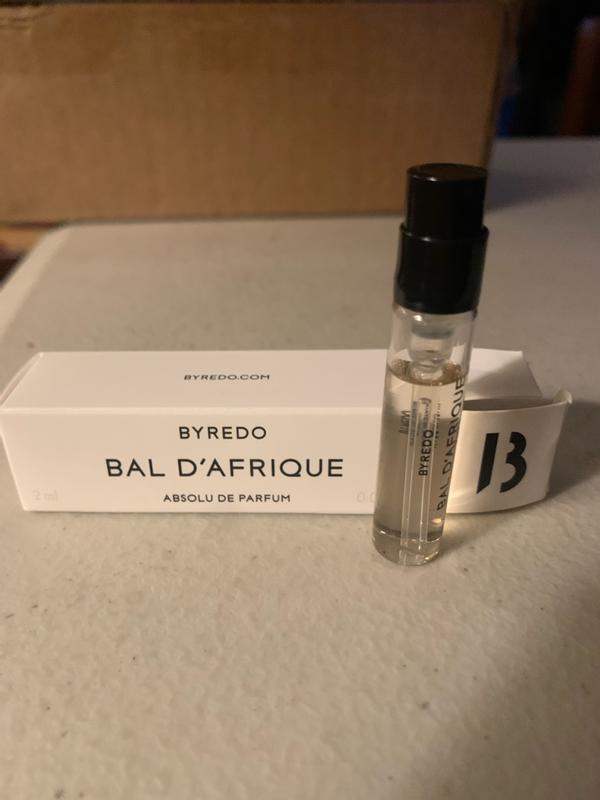 BYREDO.COM
BYREDO
BAL D'AFRIQUE
ABSOLU DE PARFUM
2 ml
BYREDO
BAL D'AFRIQUE
B